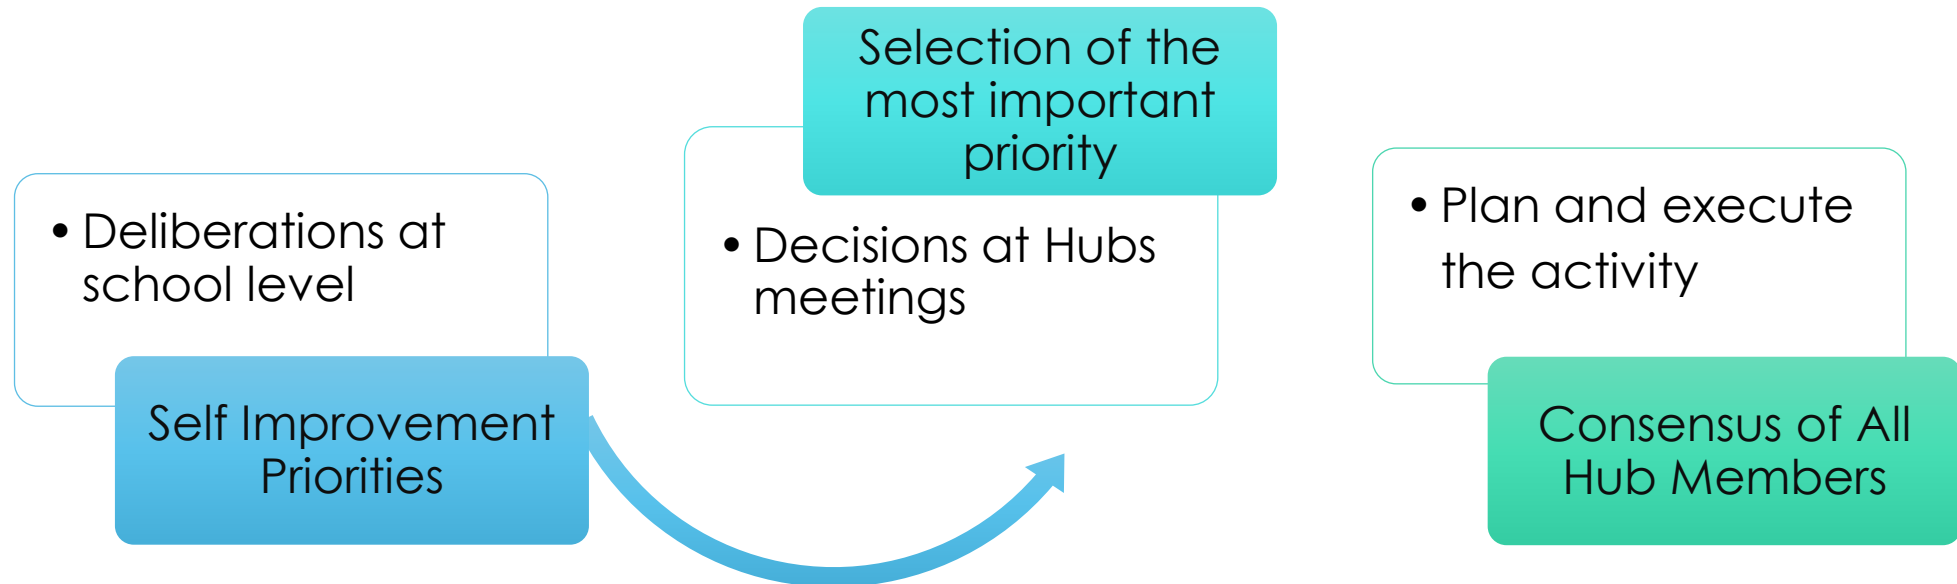 • Deliberations at
school level
Self Improvement
Priorities
Selection of the
most important
priority
• Decisions at Hubs
meetings
• Plan and execute
the activity
Consensus of All
Hub Members